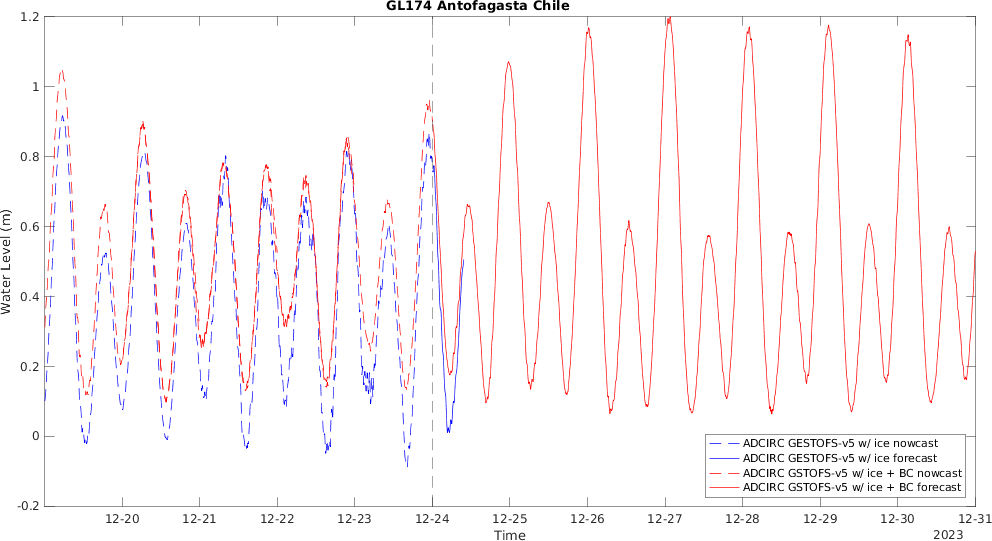 GL174 Antofagasta Chile
1.2
1
0.8
0.6
0.4
0.2
0
-0.2
Water Level (m)
12-20 12-21 12-22 12-23 12-24 12-25 12-26 12-27 12-28 12-29 12-30 12-31
Time
2023
ADCIRC GESTOFS-v5 w/ ice nowcast
ADCIRC GESTOFS-v5 w/ ice forecast
ADCIRC GSTOFS-v5 w/ ice + BC nowcast
ADCIRC GSTOFS-v5 w/ ice + BC forecast